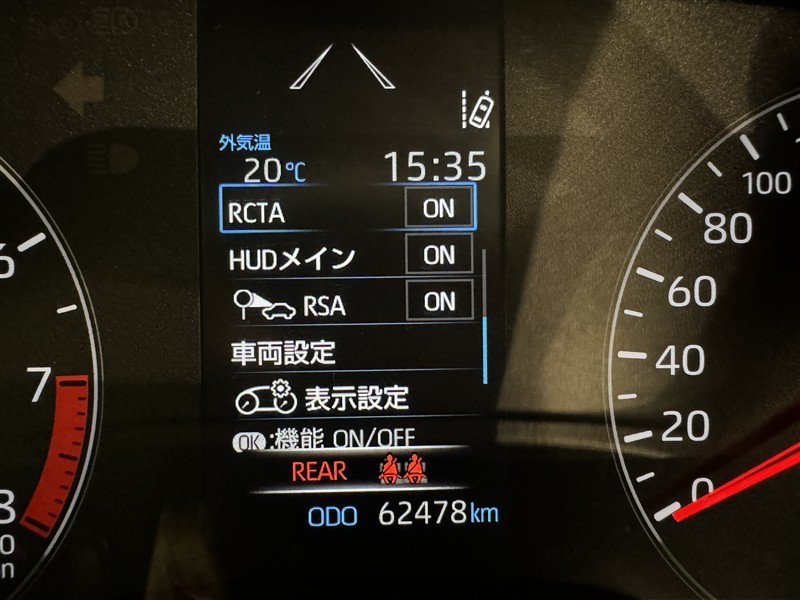 外気温
20℃ 15:35
RCTA ON
HUDメイン ON
RSA ON
車両設定
表示設定
OK:機能 ON/OFF
REAR
ODO 62478km
6
7
8
100
80
60
40
20
0